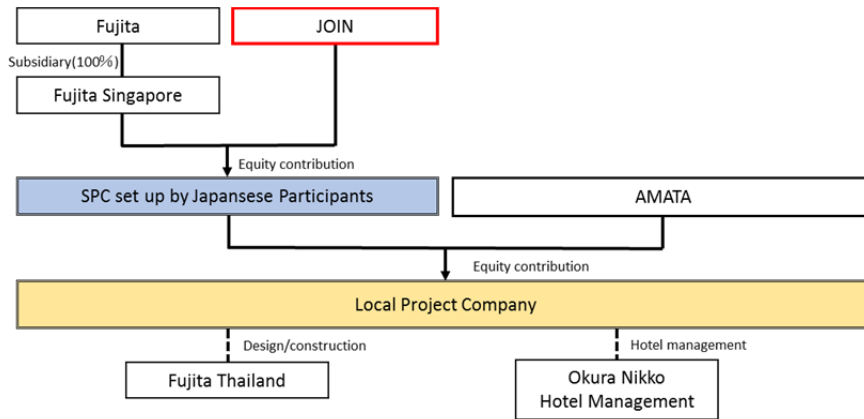 Fujita
JOIN
Subsidiary(100%)
Fujita Singapore
Equity contribution
SPC set up by Japansese Participants
AMATA
Equity contribution
Local Project Company
Design/construction
Hotel management
Fujita Thailand
Okura Nikko
Hotel Management